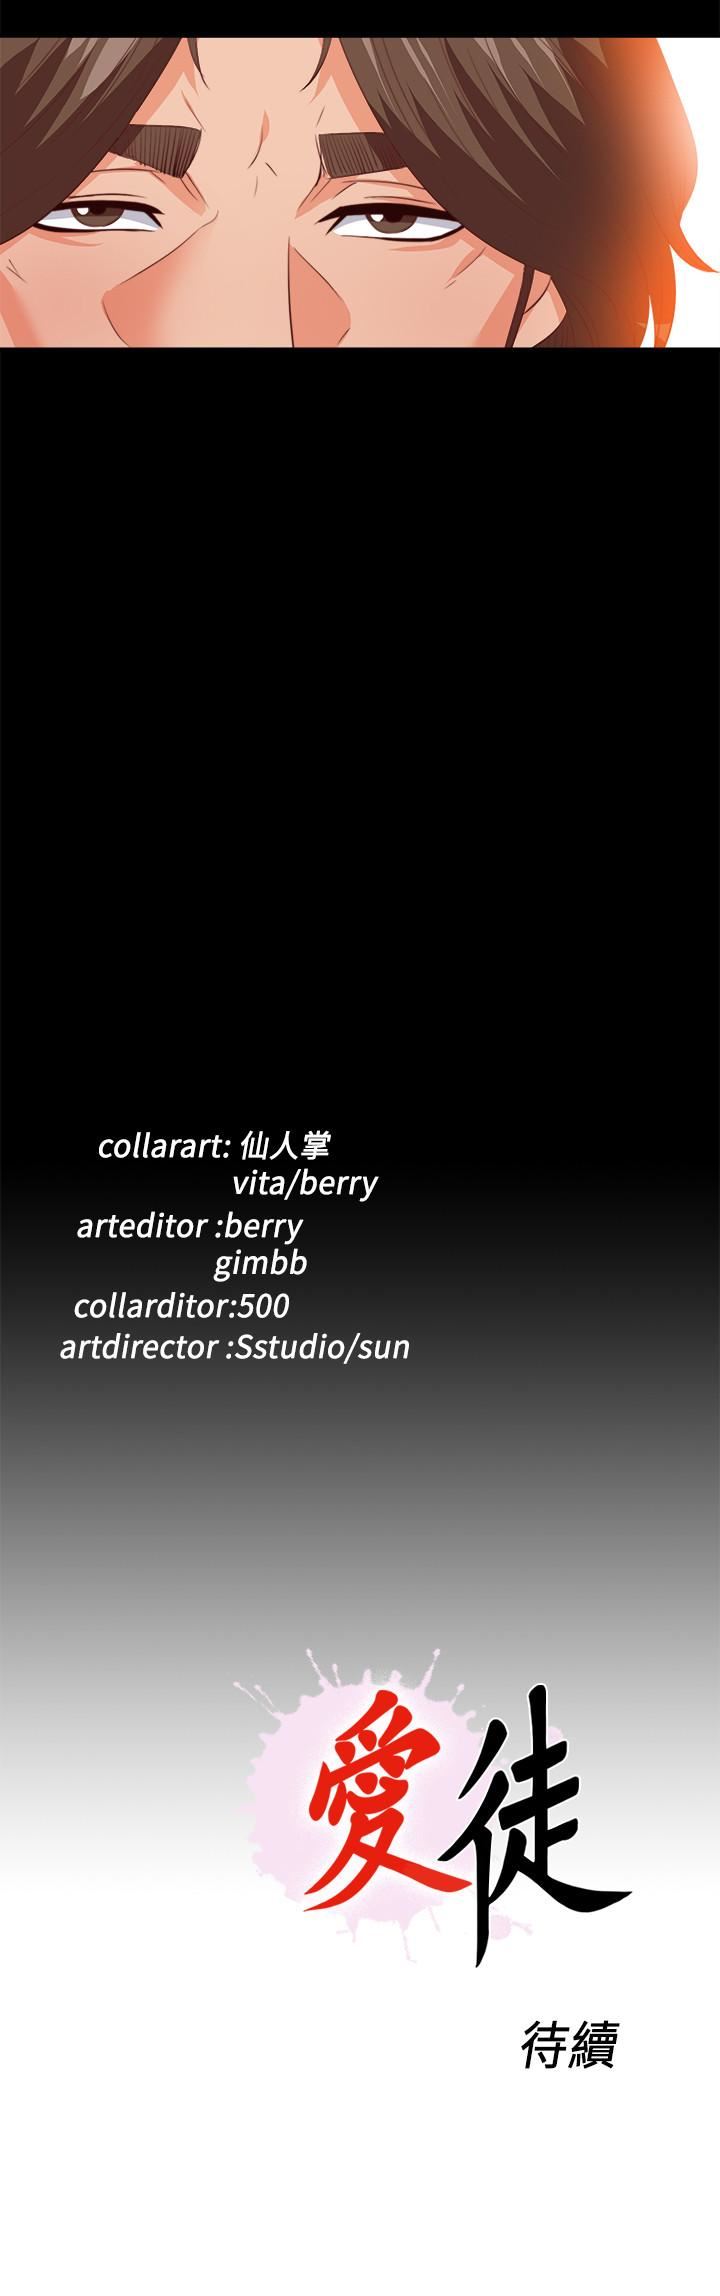 collarart: 仙人掌
vita/berry
arteditor :berry
gimbb
collarditor:500
artdirector :Sstudio/sun
愛徒
待續